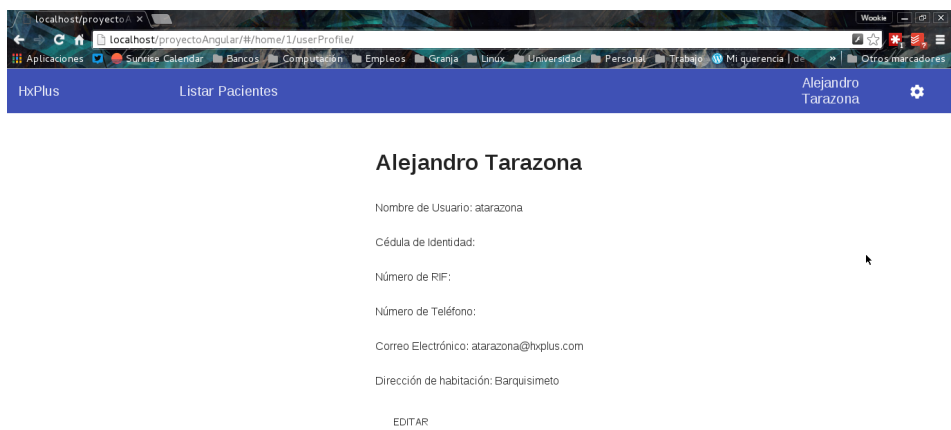 localhost/proyectoA
Wookie
localhost/proyectoAngular/#/home/1/userProfile/
Aplicaciones Sunrise Calendar Bancos Computación Empleos Granja Linux Universidad Personal Trabajo Mi querencia | de » Otros marcadores
HxPlus Listar Pacientes Alejandro
Tarazona
Alejandro Tarazona
Nombre de Usuario: atarazona
Cédula de Identidad:
Número de RIF:
Número de Teléfono:
Correo Electrónico: atarazona@hxplus.com
Dirección de habitación: Barquisimeto
EDITAR